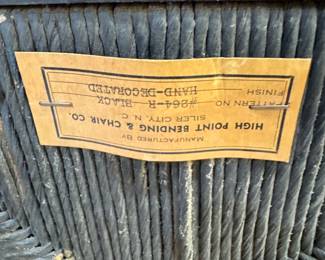 MANUFACTURED BY
HIGH POINT BENDING & CHAIR CO.
SILER CITY, N. C.
PATTERN NO #264-R - BLACK
FINISH HAND-DECORATED